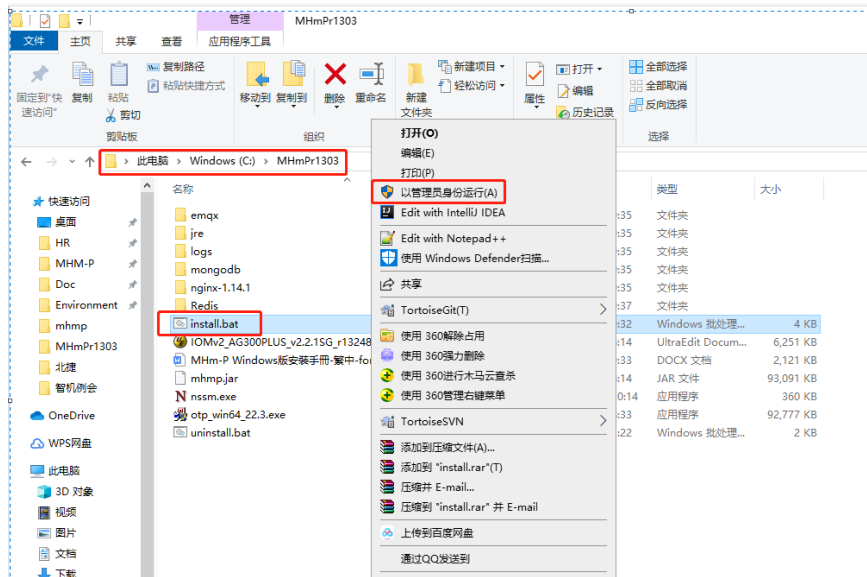 管理
MHmPr1303
文件
主页
共享
查看
应用程序工具
固定到"快速访问"
复制
粘贴
复制路径
粘贴快捷方式
剪切
剪贴板
移动到
复制到
删除
重命名
组织
新建
文件夹
新建项目
轻松访问
属性
打开
编辑
历史记录
全部选择
全部取消
反向选择
选择
此电脑 > Windows (C:) > MHmPr1303
快速访问
桌面
HR
MHM-P
Doc
Environment
mhmp
MHmPr1303
北捷
智机例会
OneDrive
WPS网盘
此电脑
3D 对象
视频
图片
文档
下载
名称
类型
大小
emqx
:35 文件夹
jre
:35 文件夹
logs
:35 文件夹
mongodb
:35 文件夹
nginx-1.14.1
:35 文件夹
Redis
:37 文件夹
install.bat
:32 Windows 批处理... 4 KB
IOMv2_AG300PLUS_v2.2.1SG_r13248
:14 UltraEdit Docum... 6,251 KB
MHm-P Windows版安装手冊-繁中-for
:33 DOCX 文档 2,121 KB
mhmp.jar
:14 JAR 文件 93,091 KB
nssm.exe
0:14 应用程序 360 KB
otp_win64_22.3.exe
:33 应用程序 92,777 KB
uninstall.bat
:22 Windows 批处理... 2 KB
打开(O)
编辑(E)
打印(P)
以管理员身份运行(A)
Edit with IntelliJ IDEA
Edit with Notepad++
使用 Windows Defender扫描...
共享
TortoiseGit(T)
使用 360解除占用
使用 360强力删除
使用 360进行木马云查杀
使用 360管理右键菜单
TortoiseSVN
添加到压缩文件(A)...
添加到 "install.rar"(T)
压缩并 E-mail...
压缩到 "install.rar" 并 E-mail
上传到百度网盘
通过QQ发送到